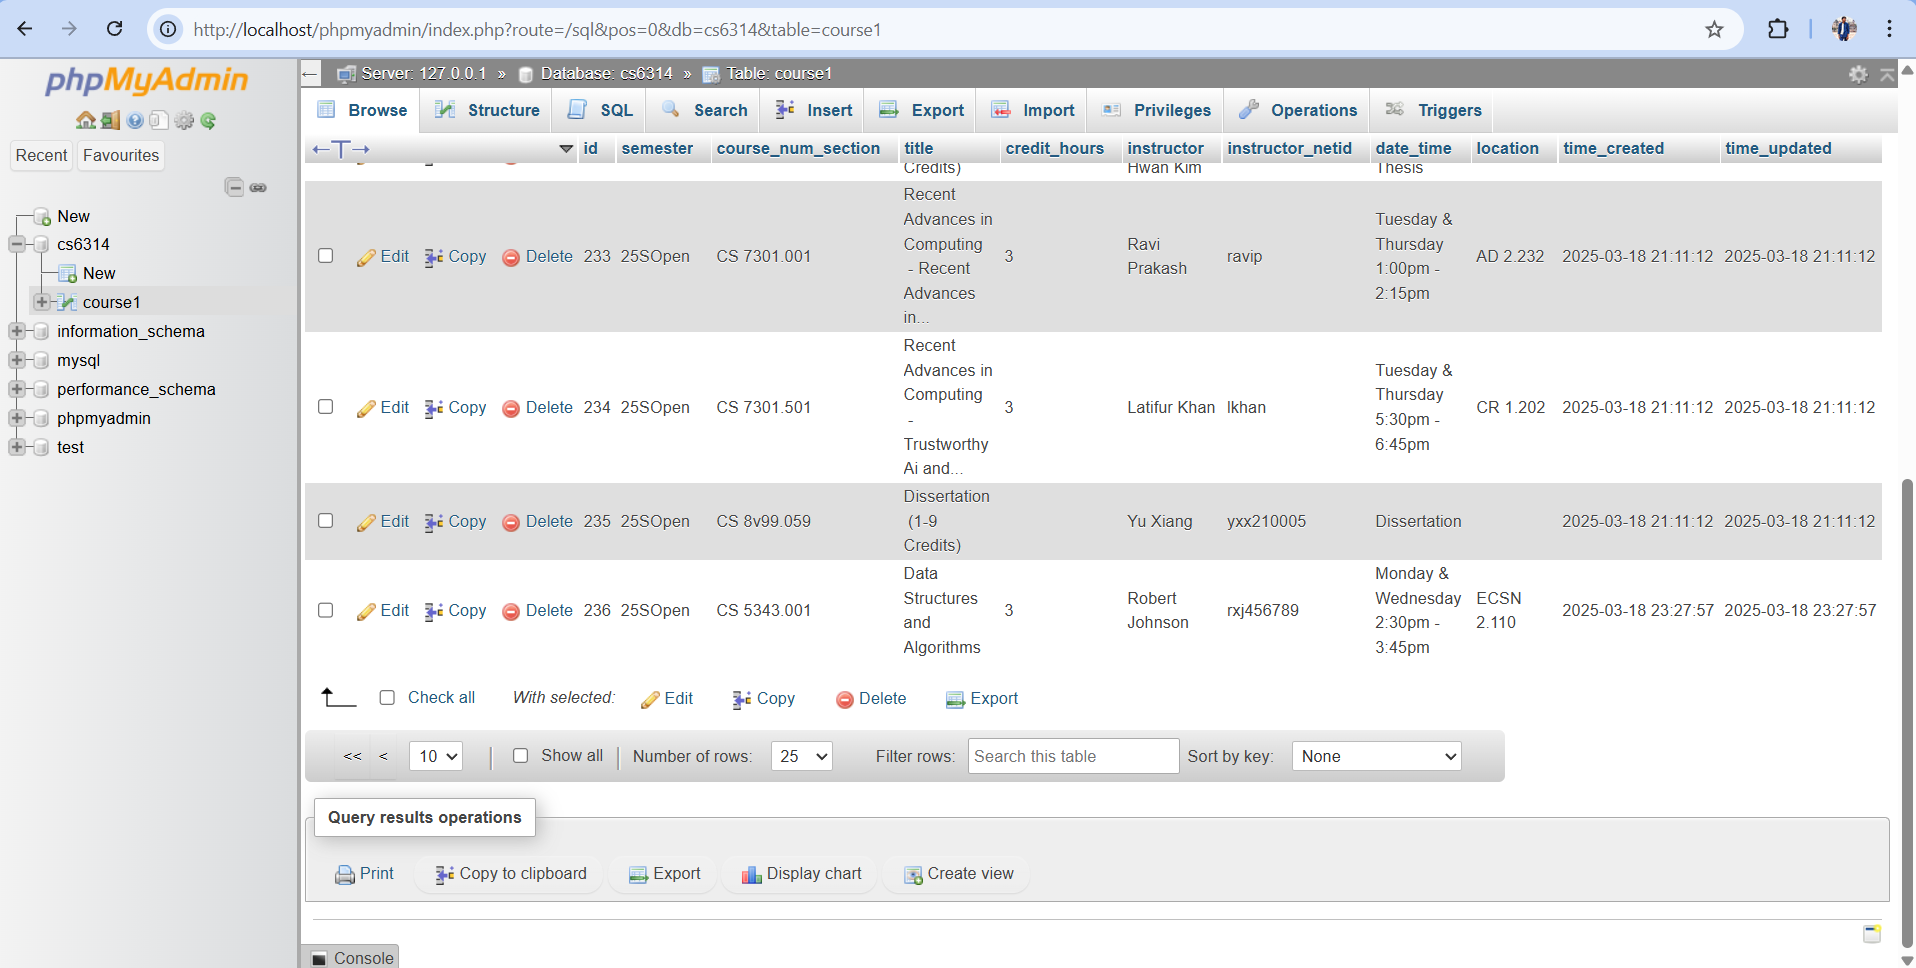 http://localhost/phpmyadmin/index.php?route=/sql&pos=0&db=cs6314&table=course1
phpMyAdmin
Recent Favourites
New
cs6314
New
course1
information_schema
mysql
performance_schema
phpmyadmin
test
Server: 127.0.0.1 » Database: cs6314 » Table: course1
Browse Structure SQL Search Insert Export Import Privileges Operations Triggers
←T→ id semester course_num_section title credit_hours instructor instructor_netid date_time location time_created time_updated
Credits) Hwan Kim Thesis
Edit Copy Delete 233 25SOpen CS 7301.001
Recent
Advances in
Computing
- Recent
Advances
in...
3
Ravi
Prakash
ravip
Tuesday &
Thursday
1:00pm -
2:15pm
AD 2.232 2025-03-18 21:11:12 2025-03-18 21:11:12
Edit Copy Delete 234 25SOpen CS 7301.501
Recent
Advances in
Computing
-
Trustworthy
Ai and...
3 Latifur Khan lkhan
Tuesday &
Thursday
5:30pm -
6:45pm
CR 1.202 2025-03-18 21:11:12 2025-03-18 21:11:12
Edit Copy Delete 235 25SOpen CS 8v99.059
Dissertation
(1-9
Credits)
Yu Xiang yxx210005 Dissertation 2025-03-18 21:11:12 2025-03-18 21:11:12
Edit Copy Delete 236 25SOpen CS 5343.001
Data
Structures
and
Algorithms
3
Robert
Johnson
rxj456789
Monday &
Wednesday
2:30pm -
3:45pm
ECSN
2.110
2025-03-18 23:27:57 2025-03-18 23:27:57
Check all With selected: Edit Copy Delete Export
<< < 10 Show all Number of rows: 25 Filter rows: Search this table Sort by key: None
Query results operations
Print Copy to clipboard Export Display chart Create view
Console